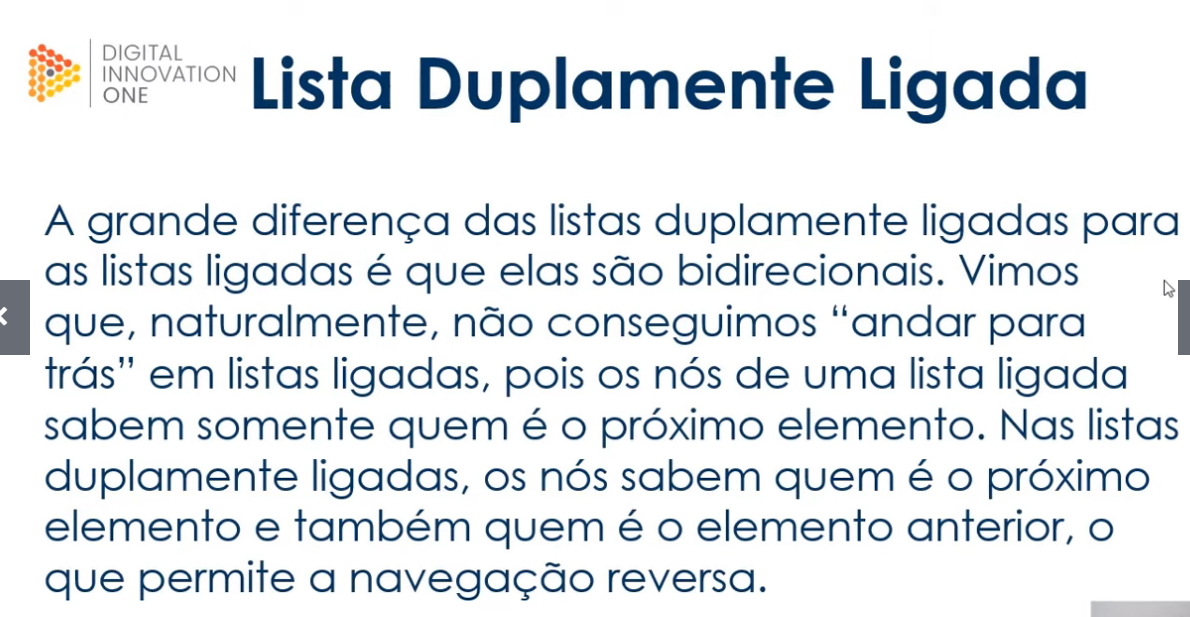 DIGITAL
INNOVATION
ONE
Lista Duplamente Ligada
A grande diferença das listas duplamente ligadas para
as listas ligadas é que elas são bidirecionais. Vimos
que, naturalmente, não conseguimos “andar para
trás” em listas ligadas, pois os nós de uma lista ligada
sabem somente quem é o próximo elemento. Nas listas
duplamente ligadas, os nós sabem quem é o próximo
elemento e também quem é o elemento anterior, o
que permite a navegação reversa.